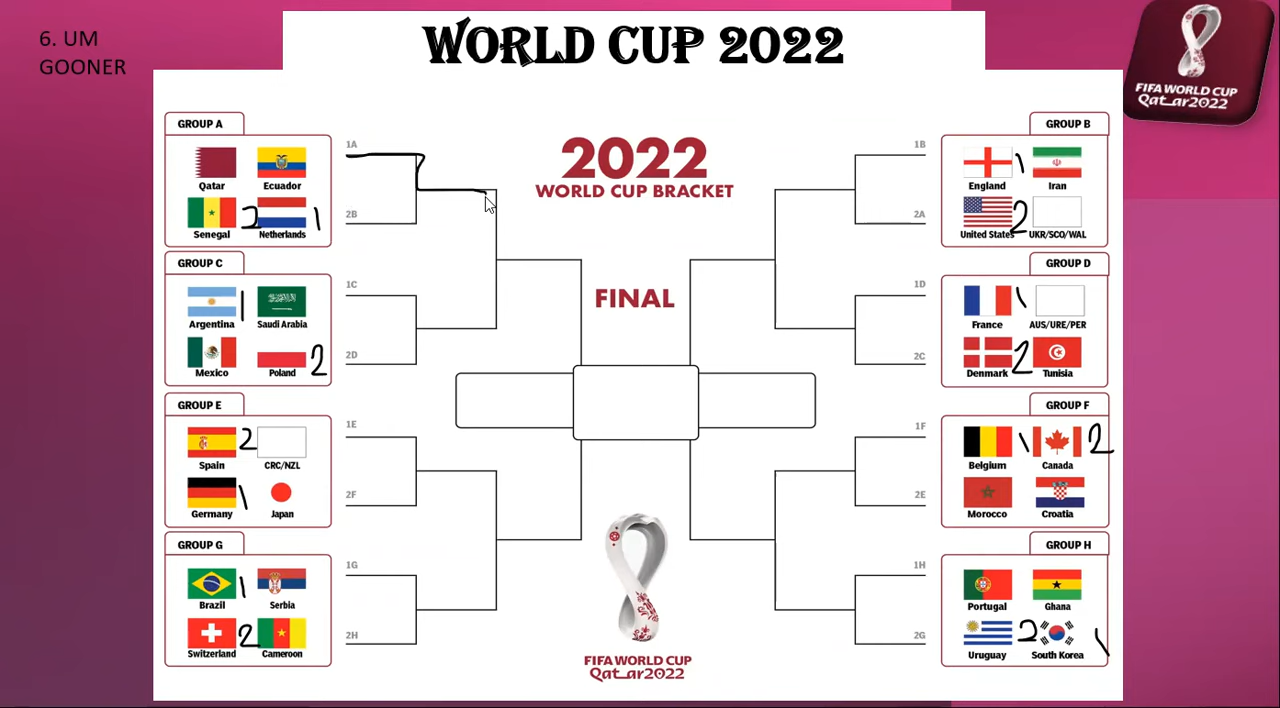 6. UM
GOONER
WORLD CUP 2022
FIFA WORLD CUP
Qatar2022
2022
WORLD CUP BRACKET
FINAL
GROUP A
Qatar Ecuador
Senegal 2 Netherlands 1
GROUP C
Argentina 1 Saudi Arabia
Mexico Poland 2
GROUP E
Spain 2 CRC/NZL
Germany 1 Japan
GROUP G
Brazil 1 Serbia
Switzerland 2 Cameroon
1A
2B
1C
2D
1E
2F
1G
2H
1B
2A
1D
2C
1F
2E
1H
2G
GROUP B
England 1 Iran
United States 2 UKR/SCO/WAL
GROUP D
France 1 AUS/URE/PER
Denmark 2 Tunisia
GROUP F
Belgium 1 Canada 2
Morocco Croatia
GROUP H
Portugal Ghana
Uruguay 2 South Korea 1
FIFA WORLD CUP
Qatar2022